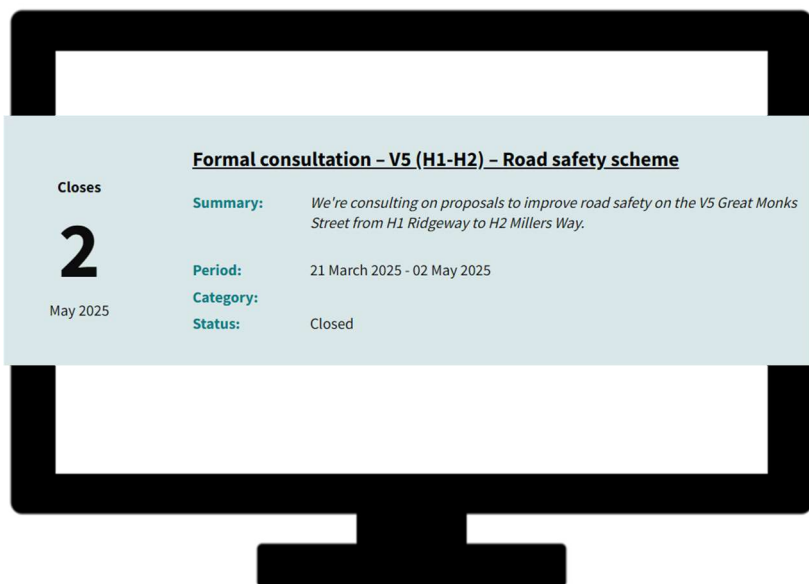 Formal consultation – V5 (H1-H2) – Road safety scheme
Closes
2
May 2025
Summary:
We're consulting on proposals to improve road safety on the V5 Great Monks
Street from H1 Ridgeway to H2 Millers Way.
Period:
21 March 2025 - 02 May 2025
Category:
Status:
Closed